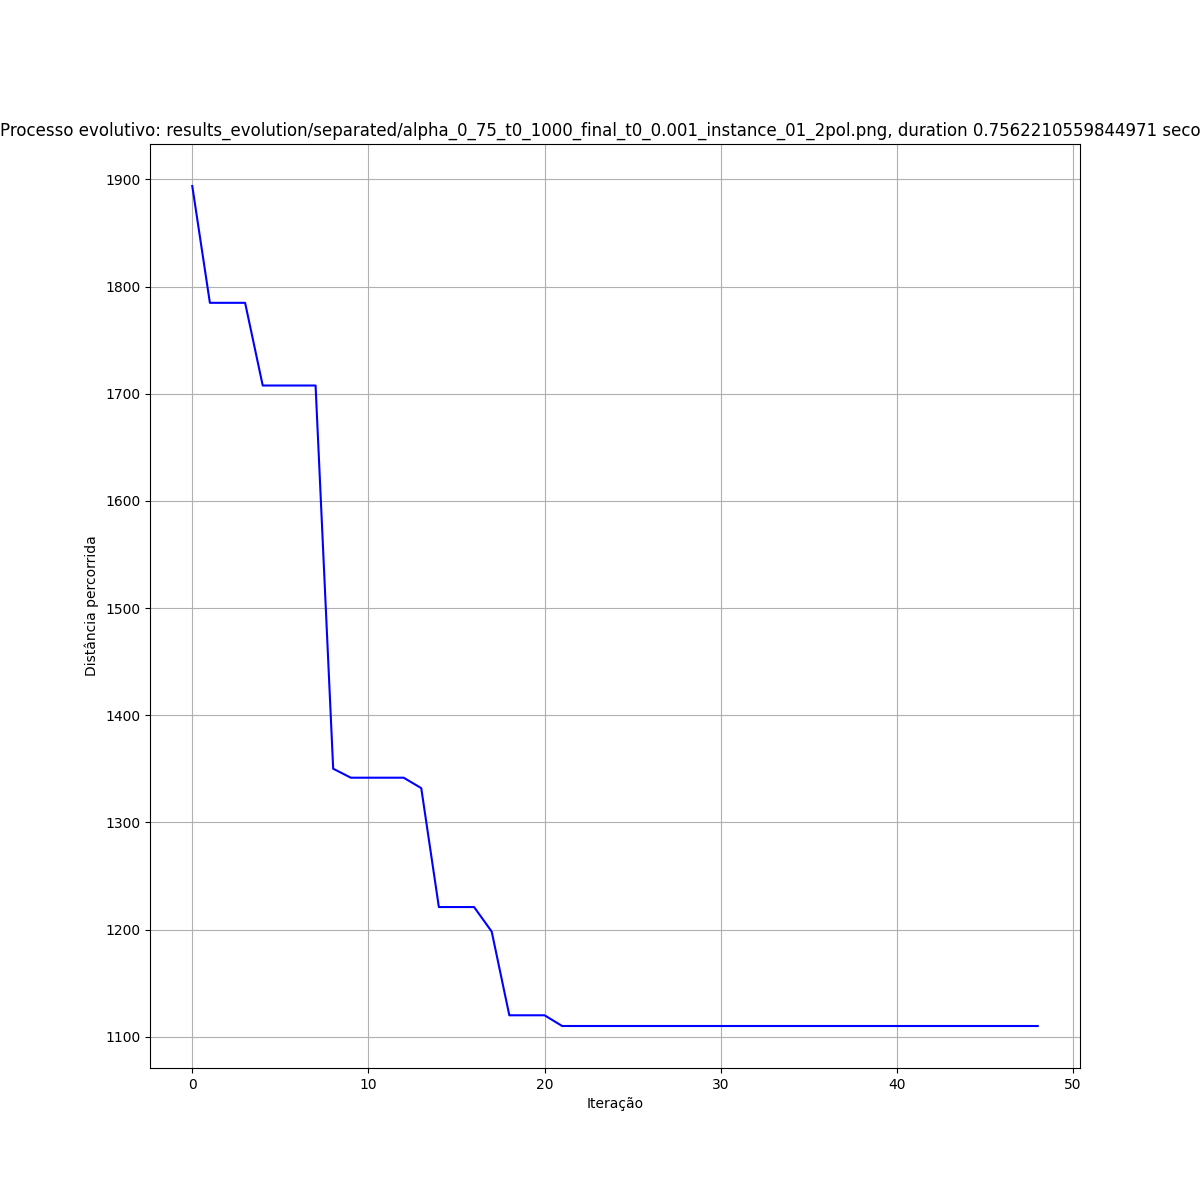 Processo evolutivo: results_evolution/separated/alpha_0_75_t0_1000_final_t0_0.001_instance_01_2pol.png, duration 0.7562210559844971 seco
1900
1800
1700
1600
1500
1400
1300
1200
1100
Distância percorrida
0 10 20 30 40 50
Iteração